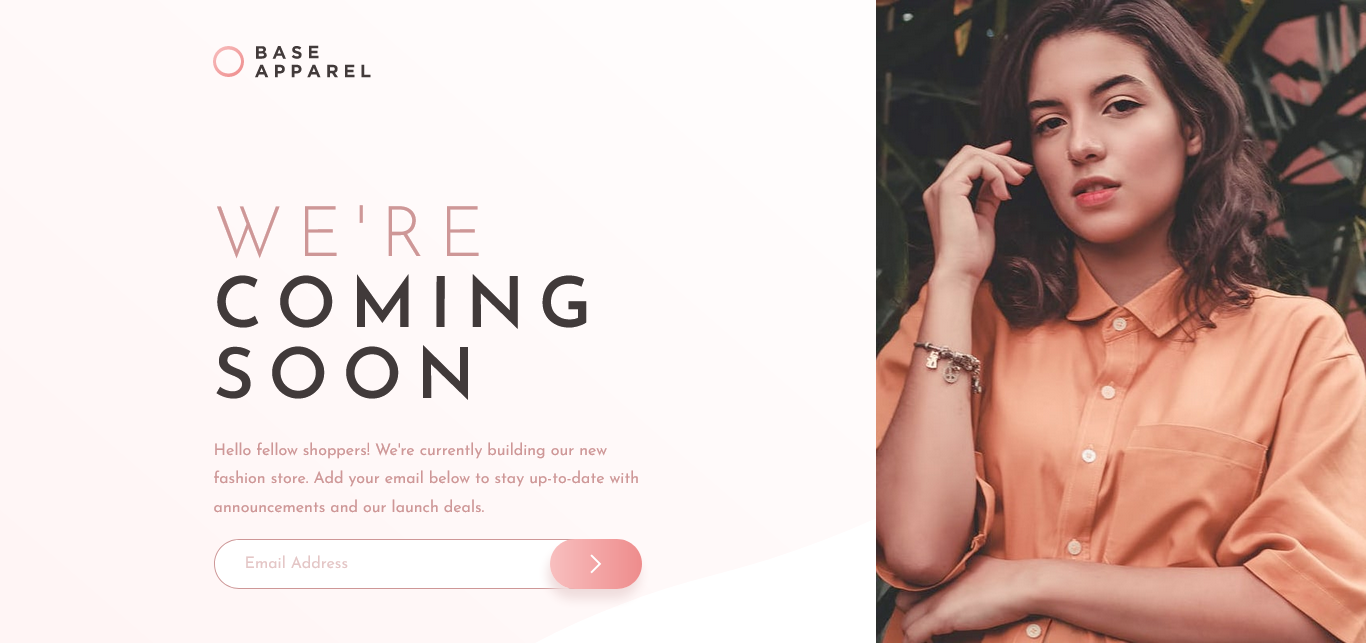 BASE
APPAREL
WE'RE
COMING
SOON
Hello fellow shoppers! We're currently building our new
fashion store. Add your email below to stay up-to-date with
announcements and our launch deals.
Email Address